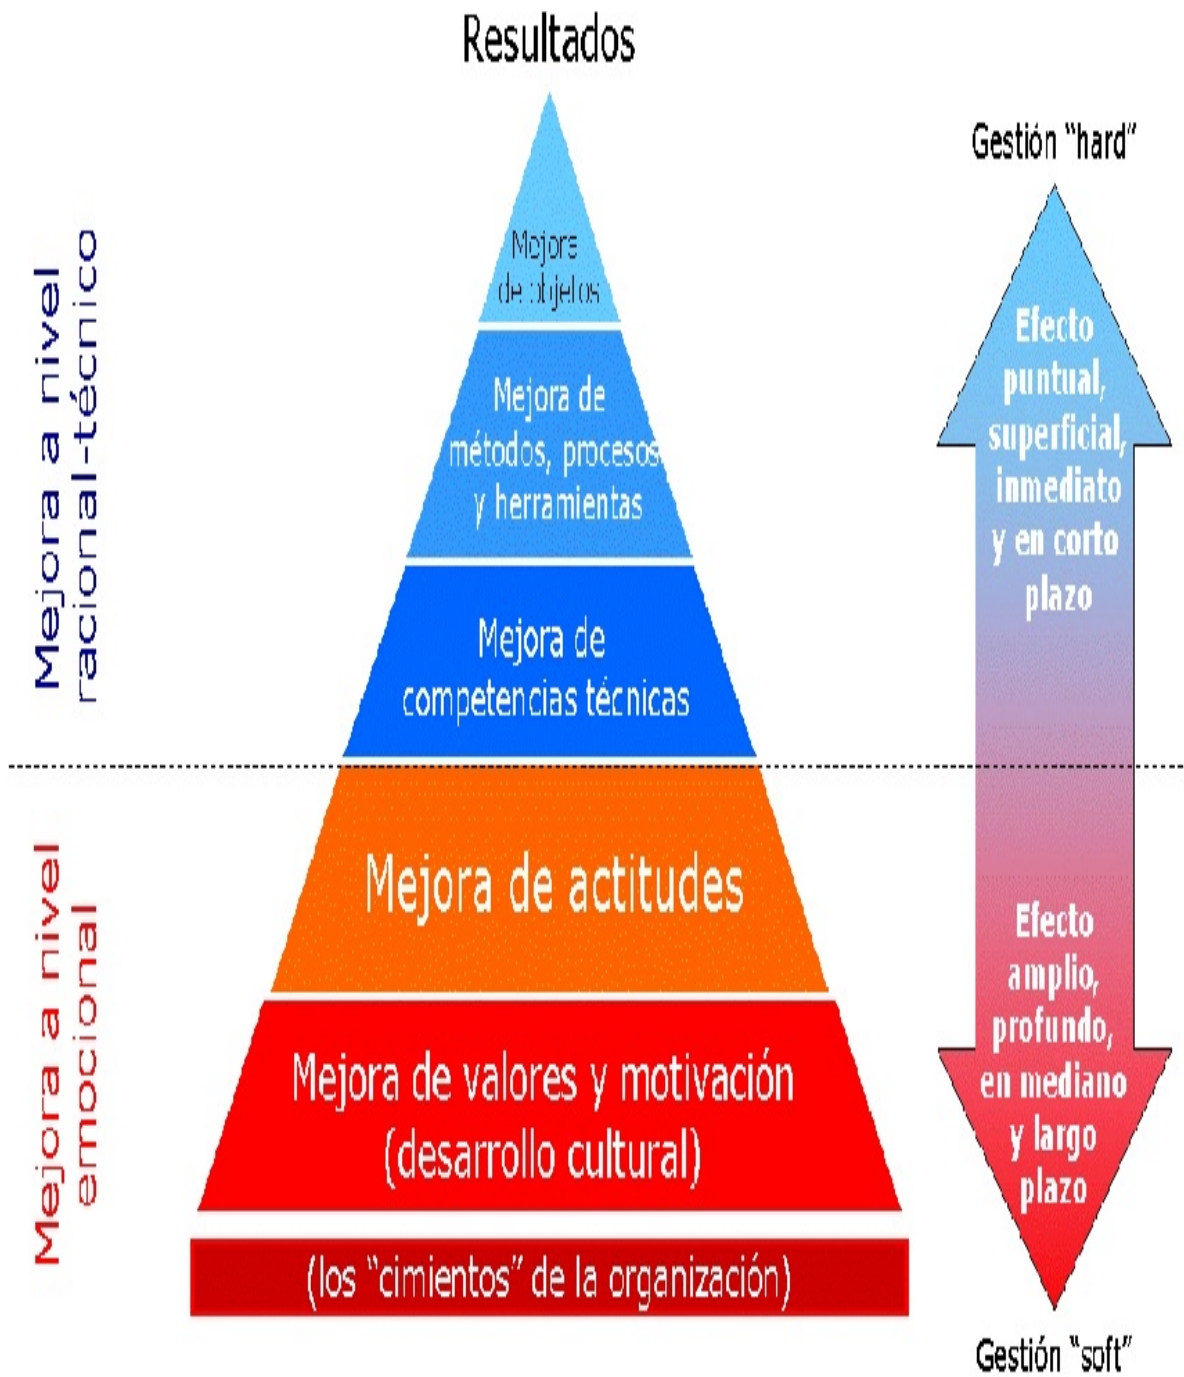 Resultados
Gestión “hard”
Mejora a nivel
racional-técnico
Mejora
de objetos
Mejora de
métodos, procesos
y herramientas
Mejora de
competencias técnicas
Efecto
puntual,
superficial,
inmediato
y en corto
plazo
Mejora a nivel
emocional
Mejora de actitudes
Mejora de valores y motivación
(desarrollo cultural)
(los “cimientos” de la organización)
Efecto
amplio,
profundo,
en mediano
y largo
plazo
Gestión “soft”